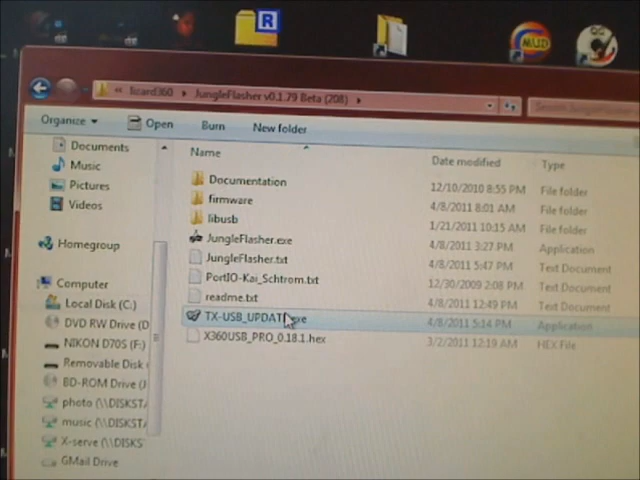 R
MUD
lizard360 JungleFlasher v0.1.79 Beta (208)
Organize Open Burn New folder
Name Date modified Type
Documents
Music
Pictures
Videos
Homegroup
Computer
Local Disk (C:)
DVD RW Drive (D
NIKON D70S (F:)
Removable Disk
BD-ROM Drive (
photo (\\DISKSTA
music (\\DISKSTA
X-serve (\\DISKS
GMail Drive
Documentation 12/10/2010 8:55 PM File folder
firmware 4/8/2011 8:01 AM File folder
libusb 1/21/2011 10:15 AM File folder
JungleFlasher.exe 4/8/2011 3:27 PM Application
JungleFlasher.txt 4/8/2011 5:47 PM Text Document
PortIO-Kai_Schtrom.txt 12/30/2009 2:08 PM Text Document
readme.txt 4/8/2011 12:49 PM Text Document
TX-USB_UPDAT exe 4/8/2011 5:14 PM Application
X360USB_PRO_0.18.1.hex 3/2/2011 12:19 AM HEX File